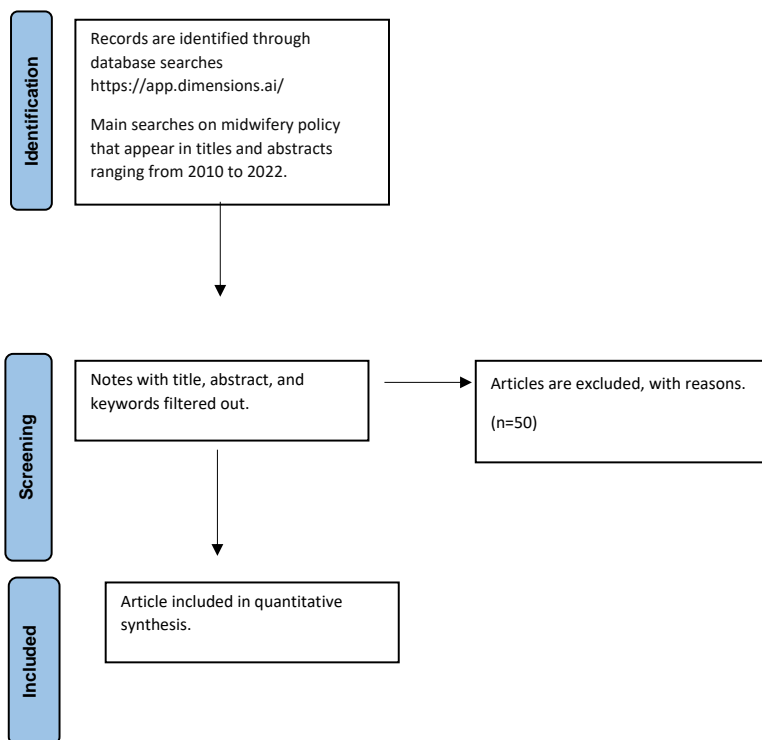 Identification
Records are identified through
database searches
https://app.dimensions.ai/
Main searches on midwifery policy
that appear in titles and abstracts
ranging from 2010 to 2022.
Screening
Notes with title, abstract, and
keywords filtered out.
Articles are excluded, with reasons.
(n=50)
Included
Article included in quantitative
synthesis.